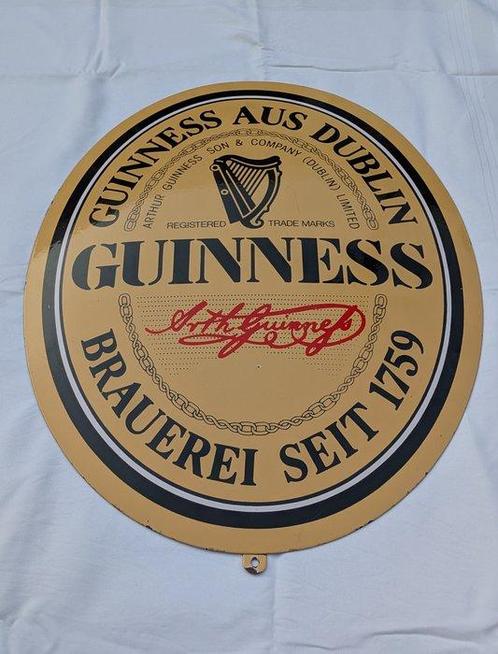 GUINNESS AUS DUBLIN
ARTHUR GUINNESS SON & COMPANY (DUBLIN) LIMITED
REGISTERED TRADE MARKS
GUINNESS
Arth Guinness
BRAUEREI SEIT 1759